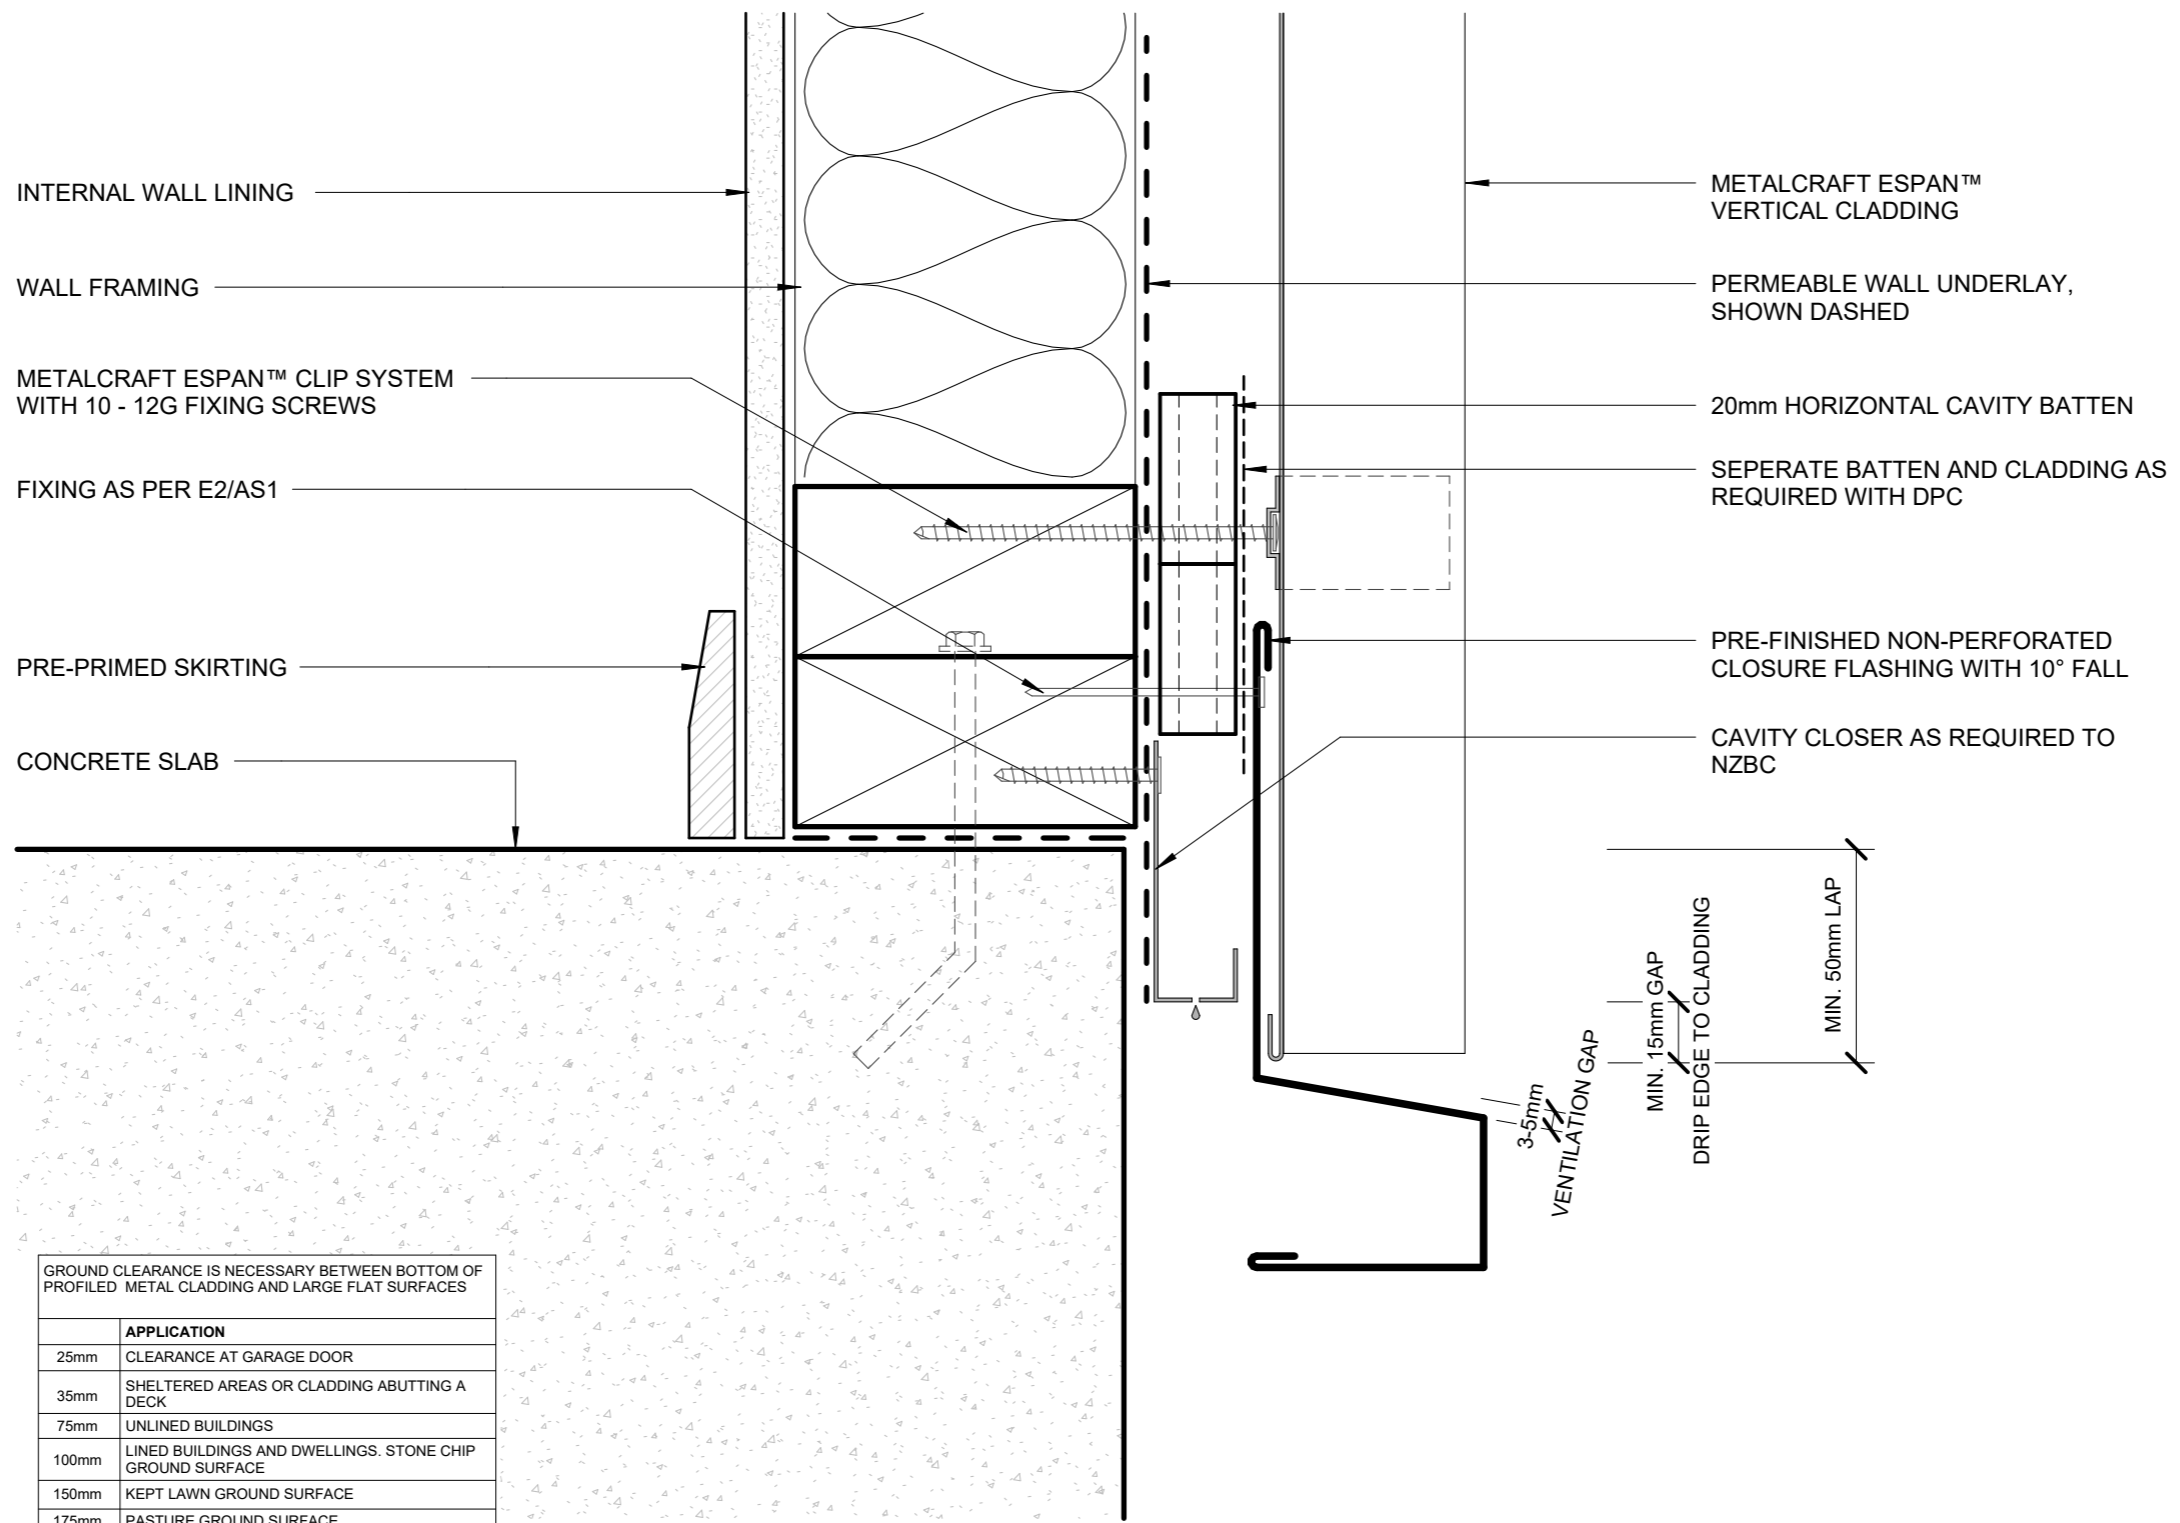 INTERNAL WALL LINING
WALL FRAMING
METALCRAFT ESPAN™ CLIP SYSTEM
WITH 10 - 12G FIXING SCREWS
FIXING AS PER E2/AS1
PRE-PRIMED SKIRTING
CONCRETE SLAB
METALCRAFT ESPAN™
VERTICAL CLADDING
PERMEABLE WALL UNDERLAY,
SHOWN DASHED
20mm HORIZONTAL CAVITY BATTEN
SEPERATE BATTEN AND CLADDING AS
REQUIRED WITH DPC
PRE-FINISHED NON-PERFORATED
CLOSURE FLASHING WITH 10° FALL
CAVITY CLOSER AS REQUIRED TO
NZBC
3-5mm
VENTILATION GAP
MIN. 15mm GAP
DRIP EDGE TO CLADDING
MIN. 50mm LAP
GROUND CLEARANCE IS NECESSARY BETWEEN BOTTOM OF
PROFILED METAL CLADDING AND LARGE FLAT SURFACES
APPLICATION
25mm CLEARANCE AT GARAGE DOOR
35mm SHELTERED AREAS OR CLADDING ABUTTING A
DECK
75mm UNLINED BUILDINGS
100mm LINED BUILDINGS AND DWELLINGS. STONE CHIP
GROUND SURFACE
150mm KEPT LAWN GROUND SURFACE
175mm PASTURE GROUND SURFACE